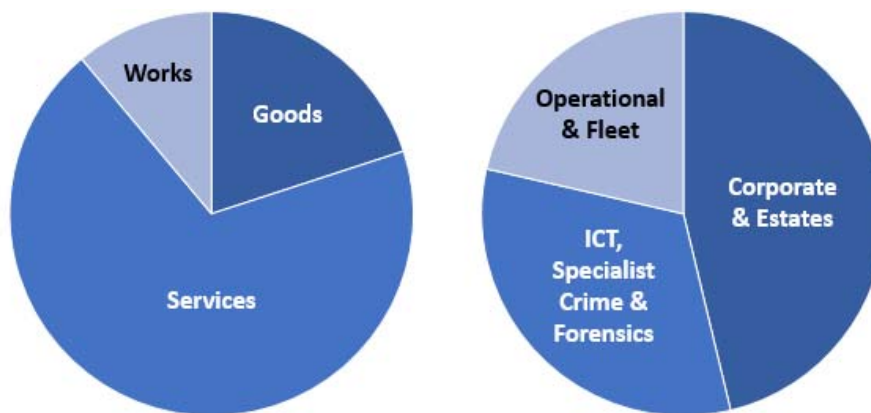 Works
Goods
Services
Operational
& Fleet
Corporate
& Estates
ICT,
Specialist
Crime &
Forensics